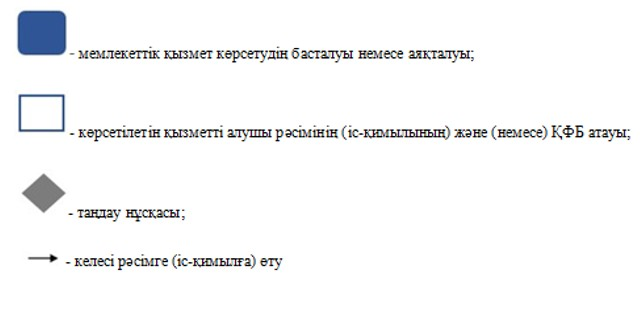 - мемлекеттік қызмет көрсетудің басталуы немесе аяқталуы;
- көрсетілетін қызметті алушы рәсімінің (іс-қимылының) және (немесе) ҚФБ атауы;
- таңдау нұсқасы;
- келесі рәсімге (іс-қимылға) өту